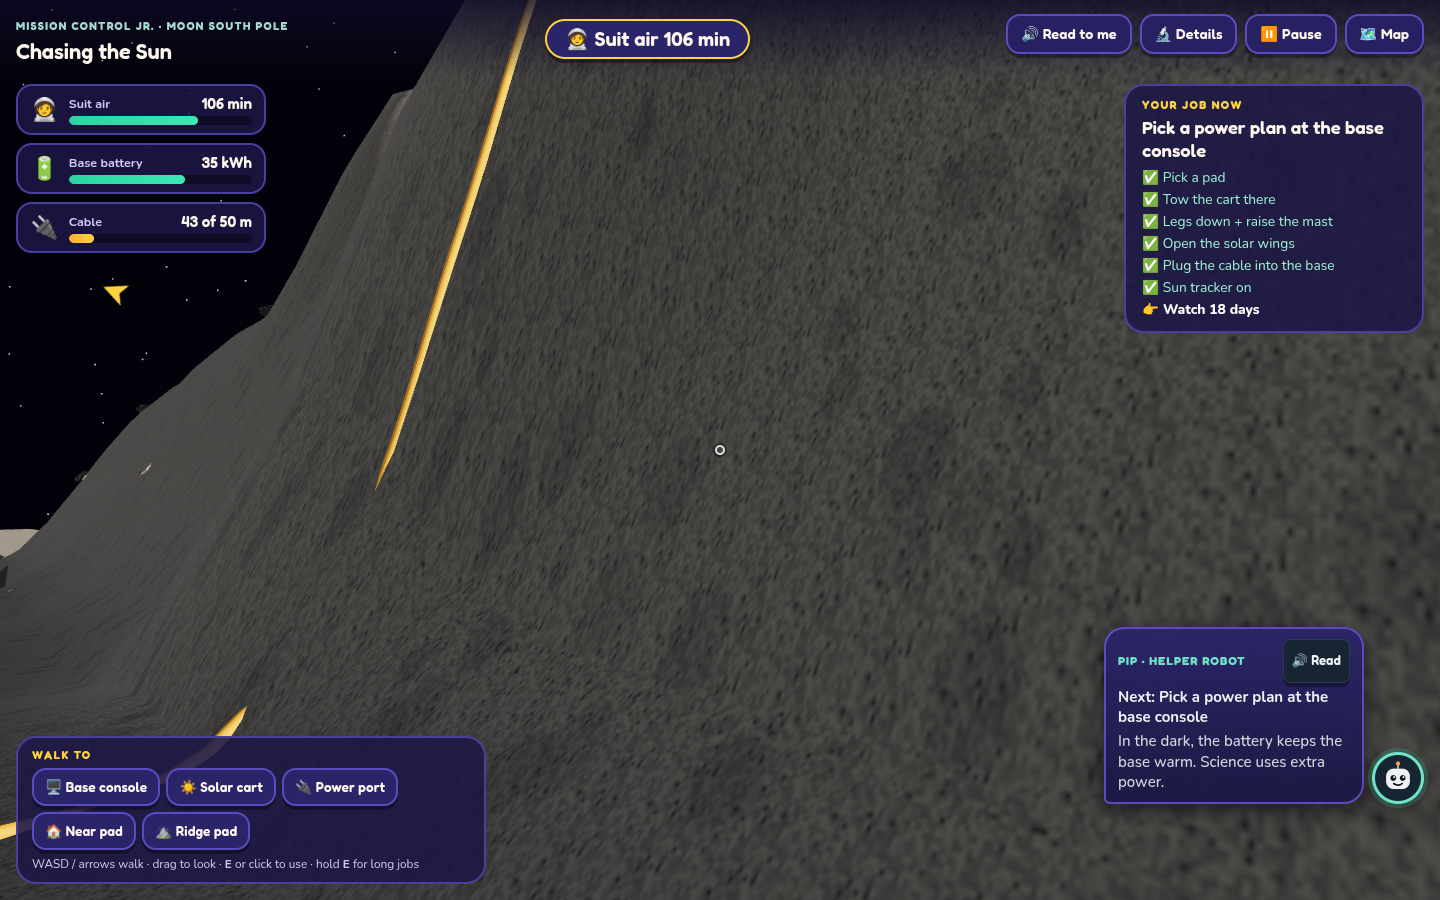 MISSION CONTROL JR. · MOON SOUTH POLE
Chasing the Sun
Suit air 106 min
Read to me
Details
Pause
Map
Suit air 106 min
Base battery 35 kWh
Cable 43 of 50 m
YOUR JOB NOW
Pick a power plan at the base
console
Pick a pad
Tow the cart there
Legs down + raise the mast
Open the solar wings
Plug the cable into the base
Sun tracker on
Watch 18 days
PIP · HELPER ROBOT
Read
Next: Pick a power plan at the
base console
In the dark, the battery keeps the
base warm. Science uses extra
power.
WALK TO
Base console
Solar cart
Power port
Near pad
Ridge pad
WASD / arrows walk · drag to look · E or click to use · hold E for long jobs